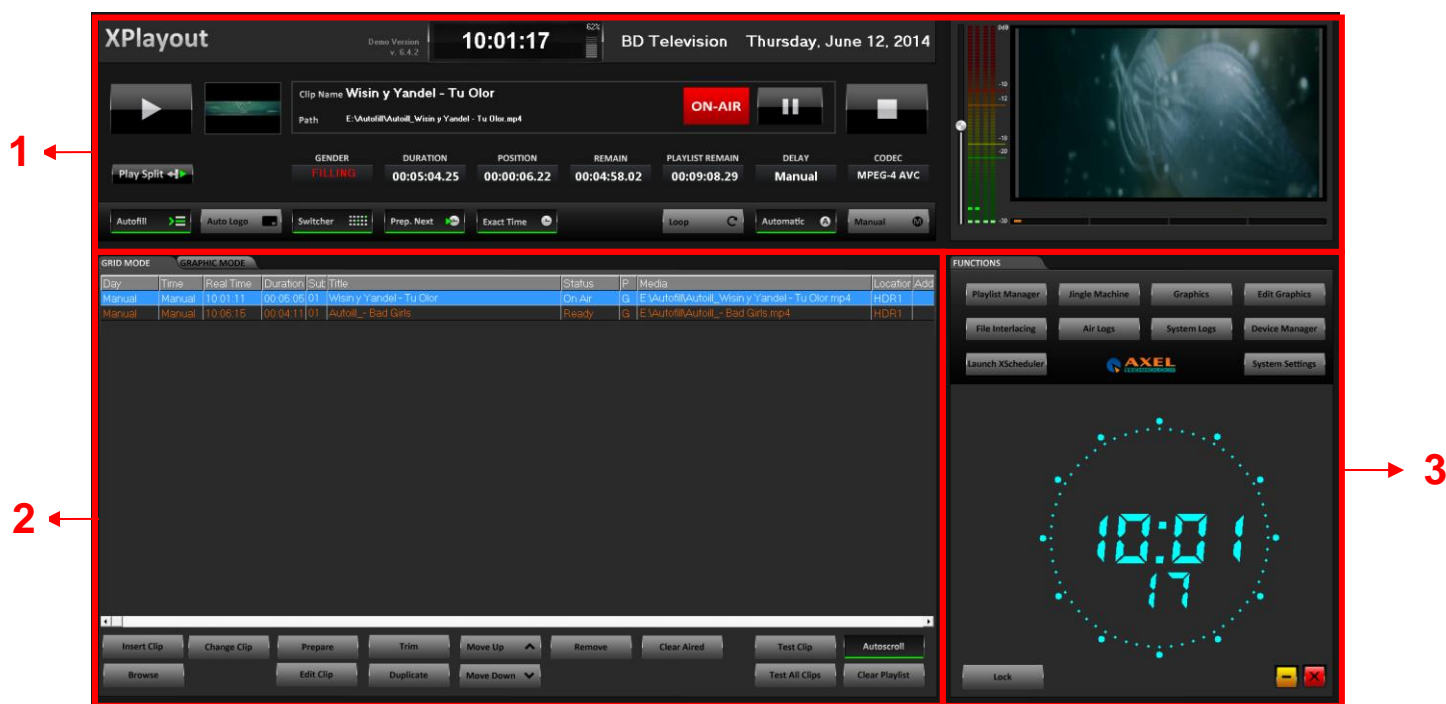 XPlayout
Demo Version
v. 6.4.2
10:01:17
62%
BD Television Thursday, June 12, 2014
Clip Name Wisin y Yandel - Tu Olor
Path E:\Autofill\Autoill_Wisin y Yandel - Tu Olor.mp4
ON-AIR
GENDER DURATION POSITION REMAIN PLAYLIST REMAIN DELAY CODEC
Play Split FILLING 00:05:04.25 00:00:06.22 00:04:58.02 00:09:08.29 Manual MPEG-4 AVC
Autofill Auto Logo Switcher Prep. Next Exact Time Loop Automatic A Manual M
0dB
-10
-12
-18
-20
-30
1
GRID MODE GRAPHIC MODE
Day Time Real Time Duration Sub Title Status P Media Location Add
Manual Manual 10:01:11 00:05:05 01 Wisin y Yandel - Tu Olor On Air G E:\Autofill\Autoill_Wisin y Yandel - Tu Olor.mp4 HDR1
Manual Manual 10:06:15 00:04:11 01 Autoill_- Bad Girls Ready G E:\Autofill\Autoill_- Bad Girls.mp4 HDR1
2
Insert Clip Change Clip Prepare Trim Move Up Remove Clear Aired Test Clip Autoscroll
Browse Edit Clip Duplicate Move Down Test All Clips Clear Playlist
FUNCTIONS
Playlist Manager Jingle Machine Graphics Edit Graphics
File Interlacing Air Logs System Logs Device Manager
Launch XScheduler AXEL System Settings
TECHNOLOGY
10:01
17
Lock
3